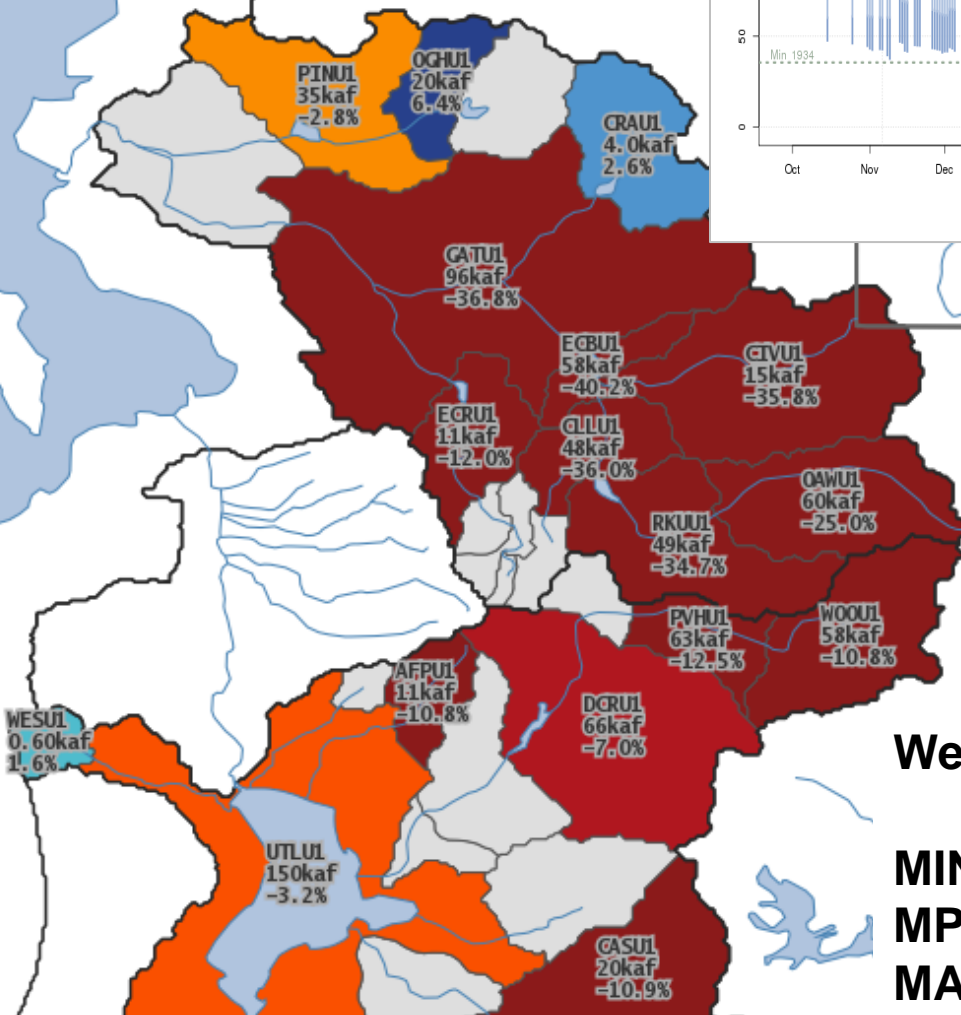 50
Min 1934
0
Oct Nov Dec
PINU1
35kaf
-2.8%
OGHU1
20kaf
6.4%
CRAU1
4.0kaf
2.6%
GATU1
96kaf
-36.8%
ECBU1
58kaf
-40.2%
CIVU1
15kaf
-35.8%
ECRU1
11kaf
-12.0%
CLLU1
48kaf
-36.0%
OAWU1
60kaf
-25.0%
RKUU1
49kaf
-34.7%
PVHU1
63kaf
-12.5%
WOOU1
58kaf
-10.8%
AFPU1
11kaf
-10.8%
DCRU1
66kaf
-7.0%
WESU1
0.60kaf
1.6%
UTLU1
150kaf
-3.2%
CASU1
20kaf
-10.9%
We
MIN
MP
MA